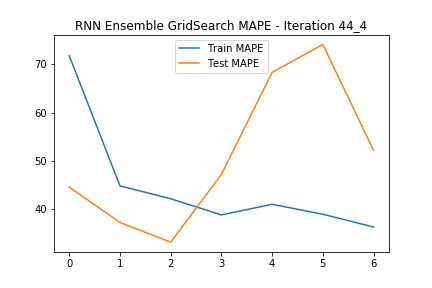 RNN Ensemble GridSearch MAPE - Iteration 44_4
Train MAPE
Test MAPE
70
60
50
40
0 1 2 3 4 5 6